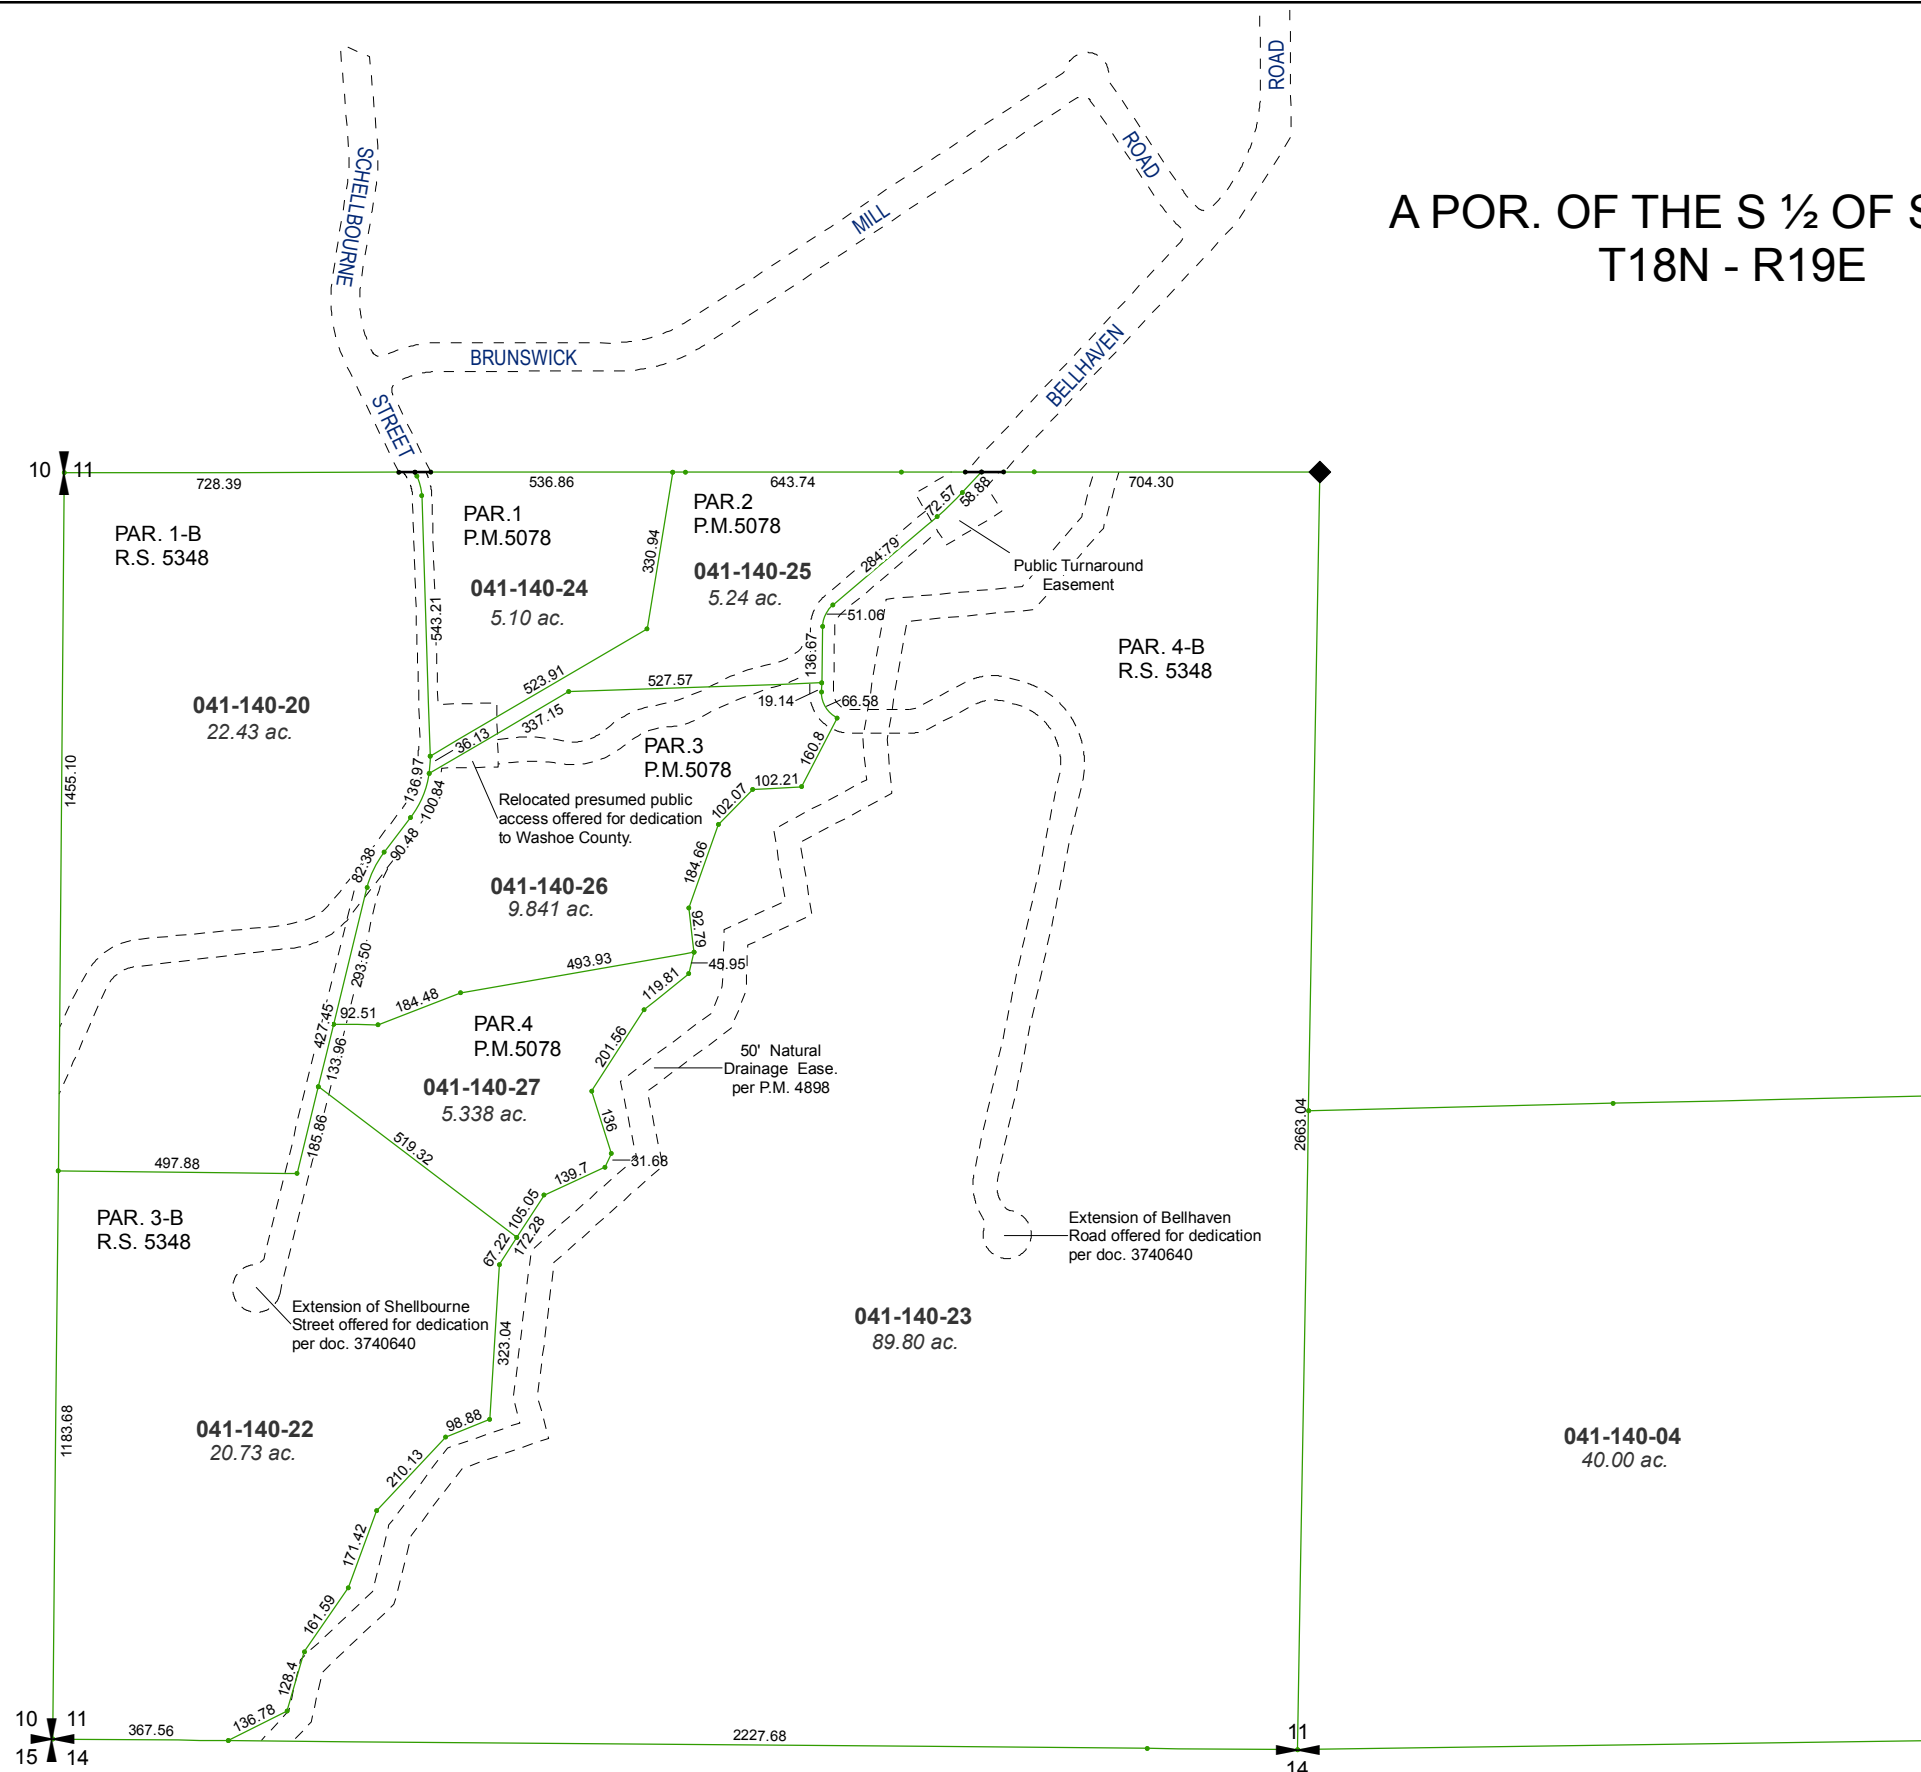 ROAD
SCHELLBOURNE
ROAD
MILL
A POR. OF THE S ½ OF
T18N - R19E
BRUNSWICK
BELLHAVEN
STREET
10 11
728.39
536.86
643.74
704.30
PAR. 1-B
R.S. 5348
PAR.1
P.M.5078
PAR.2
P.M.5078
72.57
58.88
330.94
284.79
Public Turnaround
Easement
041-140-24
5.10 ac.
041-140-25
5.24 ac.
51.06
543.21
136.67
PAR. 4-B
R.S. 5348
041-140-20
22.43 ac.
523.91
527.57
19.14
66.58
337.15
36.13
PAR.3
P.M.5078
160.8
1455.10
136.97
100.84
102.21
102.07
Relocated presumed public
access offered for dedication
to Washoe County.
90.48
82.38
184.66
041-140-26
9.841 ac.
92.79
493.93
45.95
293.50
119.81
184.48
92.51
427.45
PAR.4
P.M.5078
133.96
201.56
50' Natural
Drainage Ease.
per P.M. 4898
041-140-27
5.338 ac.
2663.04
136
185.86
519.32
497.88
31.68
139.7
PAR. 3-B
R.S. 5348
105.05
172.28
67.22
Extension of Bellhaven
Road offered for dedication
per doc. 3740640
Extension of Shellbourne
Street offered for dedication
per doc. 3740640
041-140-23
89.80 ac.
323.04
1183.68
041-140-22
20.73 ac.
98.88
041-140-04
40.00 ac.
210.13
171.42
161.59
128.4
136.78
10 11
15 14
367.56
2227.68
11
14